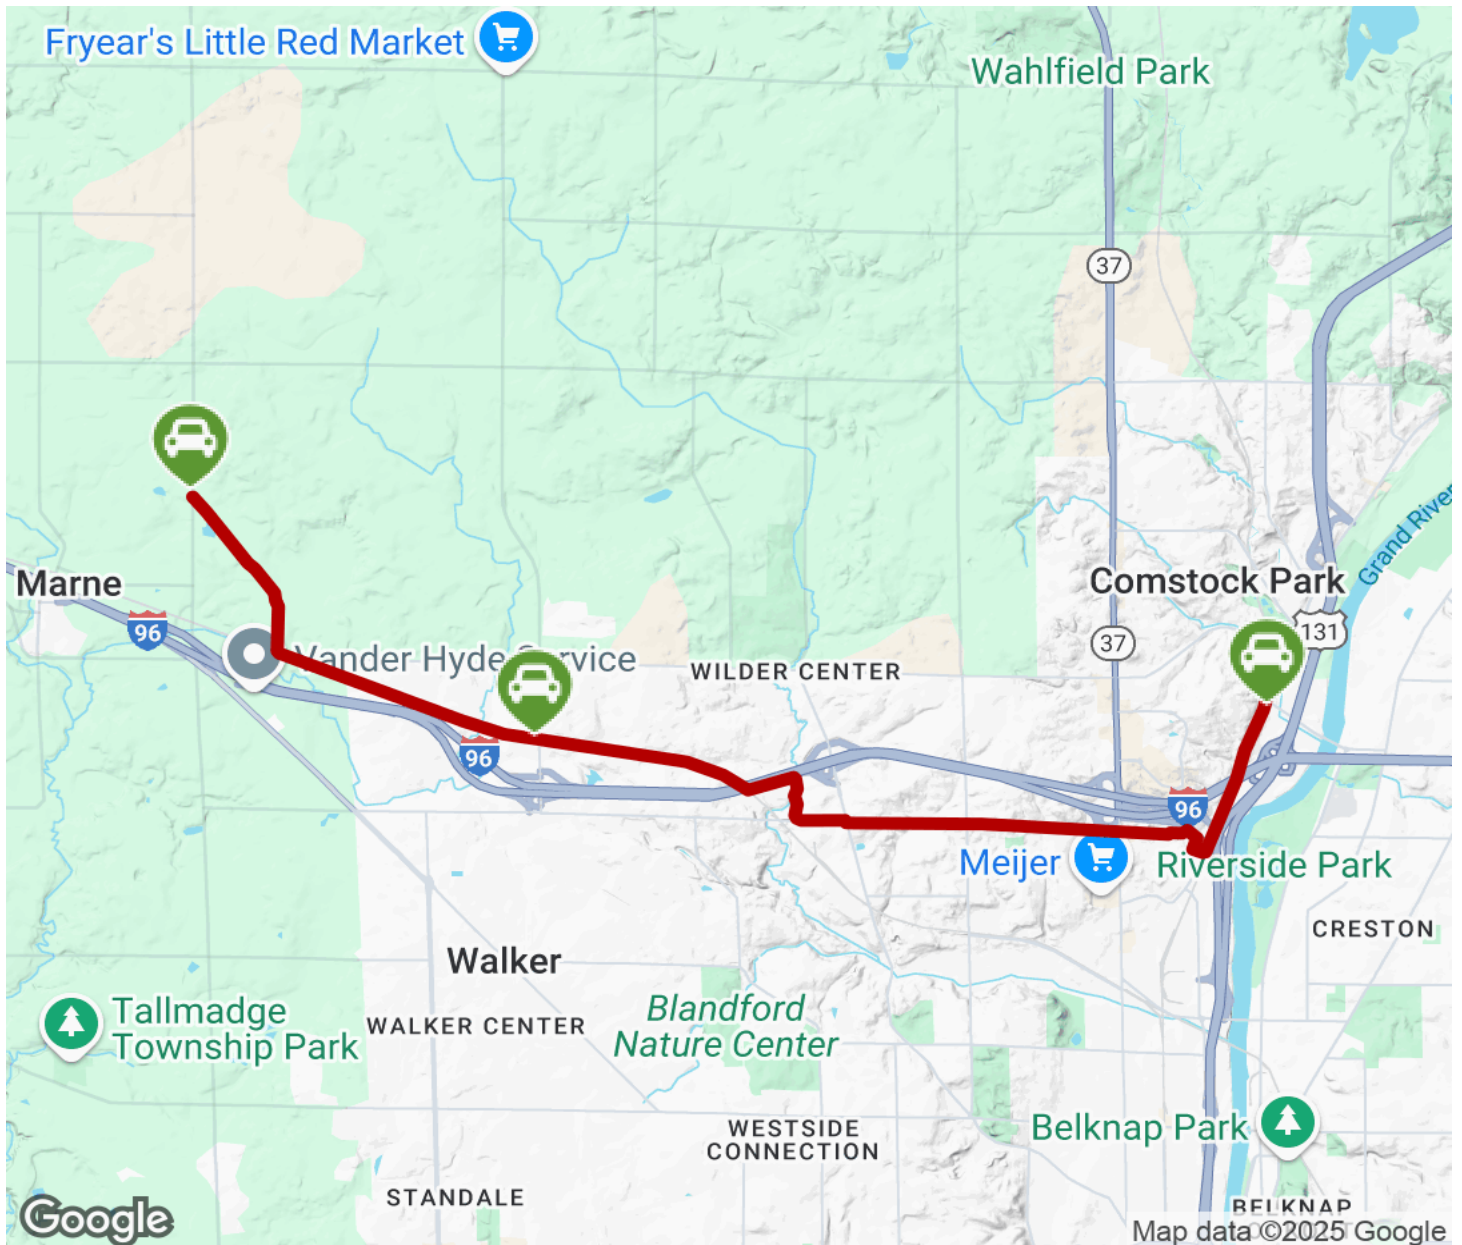 Fryear's Little Red Market
Wahlfield Park
37
Grand River
Marne
Comstock Park
96
131
37
Vander Hyde Service
WILDER CENTER
96
96
Meijer
Riverside Park
CRESTON
Walker
Tallmadge
Township Park
WALKER CENTER
Blandford
Nature Center
WESTSIDE
CONNECTION
Belknap Park
STANDALE
BELKNAP
Google
Map data ©2025 Google